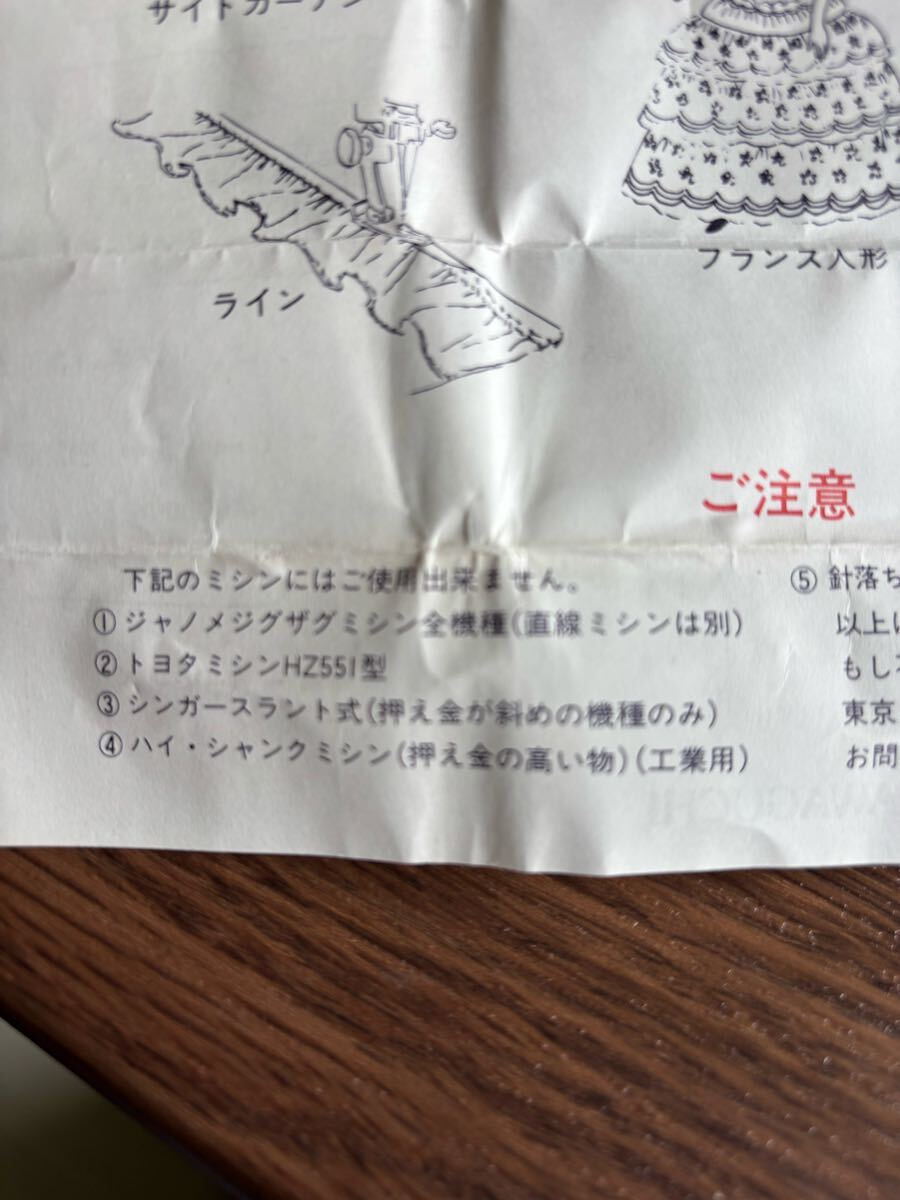 サイドカーテン
フランス人形
ライン
ご注意
下記のミシンにはご使用出来ません。
① ジャノメジグザグミシン全機種(直線ミシンは別)
② トヨタミシンHZ551型
③ シンガースラント式(押え金が斜めの機種のみ)
④ ハイ・シャンクミシン(押え金の高い物)(工業用)
⑤ 針落ち
以上
もし
東京
お問